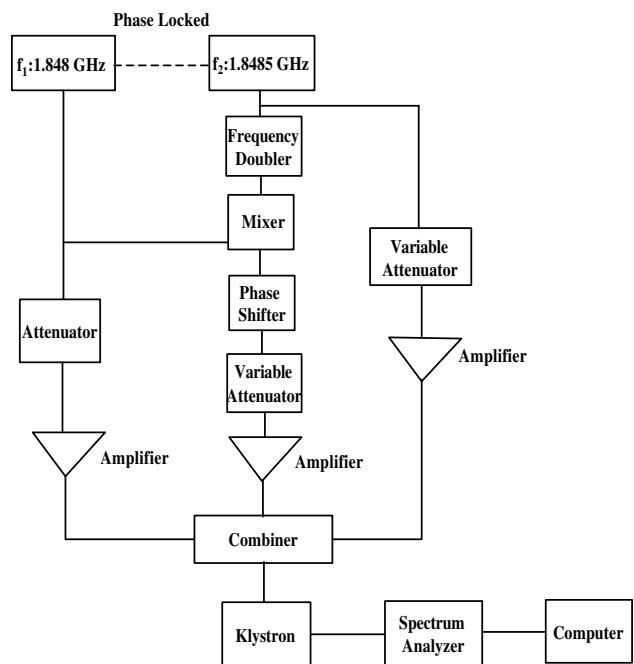 Phase Locked
f1:1.848 GHz
f2:1.8485 GHz
Frequency
Doubler
Mixer
Variable
Attenuator
Phase
Shifter
Attenuator
Amplifier
Variable
Attenuator
Amplifier
Amplifier
Combiner
Klystron
Spectrum
Analyzer
Computer